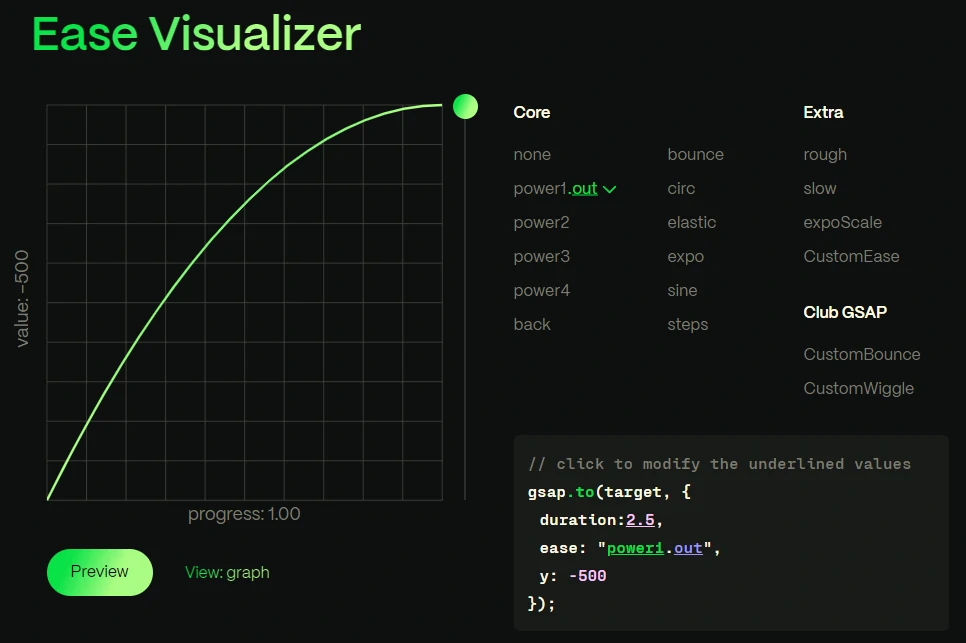 Ease Visualizer
value: -500
progress: 1.00
Preview
View: graph
Core
none
power1.out
power2
power3
power4
back
bounce
circ
elastic
expo
sine
steps
Extra
rough
slow
expoScale
CustomEase
Club GSAP
CustomBounce
CustomWiggle
// click to modify the underlined values
gsap.to(target, {
duration:2.5,
ease: "power1.out",
y: -500
});